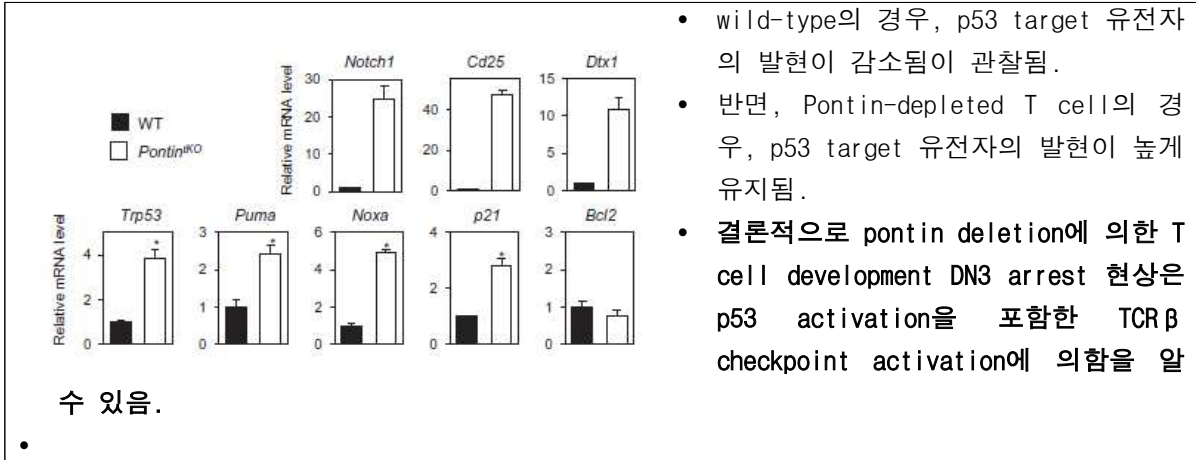 Notch1
Cd25
Dtx1
Relative mRNA level
30
20
10
0
40
20
0
15
10
5
0
WT
Pontin^tKO
Trp53
Puma
Noxa
p21
Bcl2
Relative mRNA level
4
2
0
*
3
2
1
0
*
6
4
2
0
*
4
2
0
*
3
2
1
0
• wild-type의 경우, p53 target 유전자
의 발현이 감소됨이 관찰됨.
• 반면, Pontin-depleted T cell의 경
우, p53 target 유전자의 발현이 높게
유지됨.
• 결론적으로 pontin deletion에 의한 T
cell development DN3 arrest 현상은
p53 activation을 포함한 TCRβ
checkpoint activation에 의함을 알
수 있음.
•